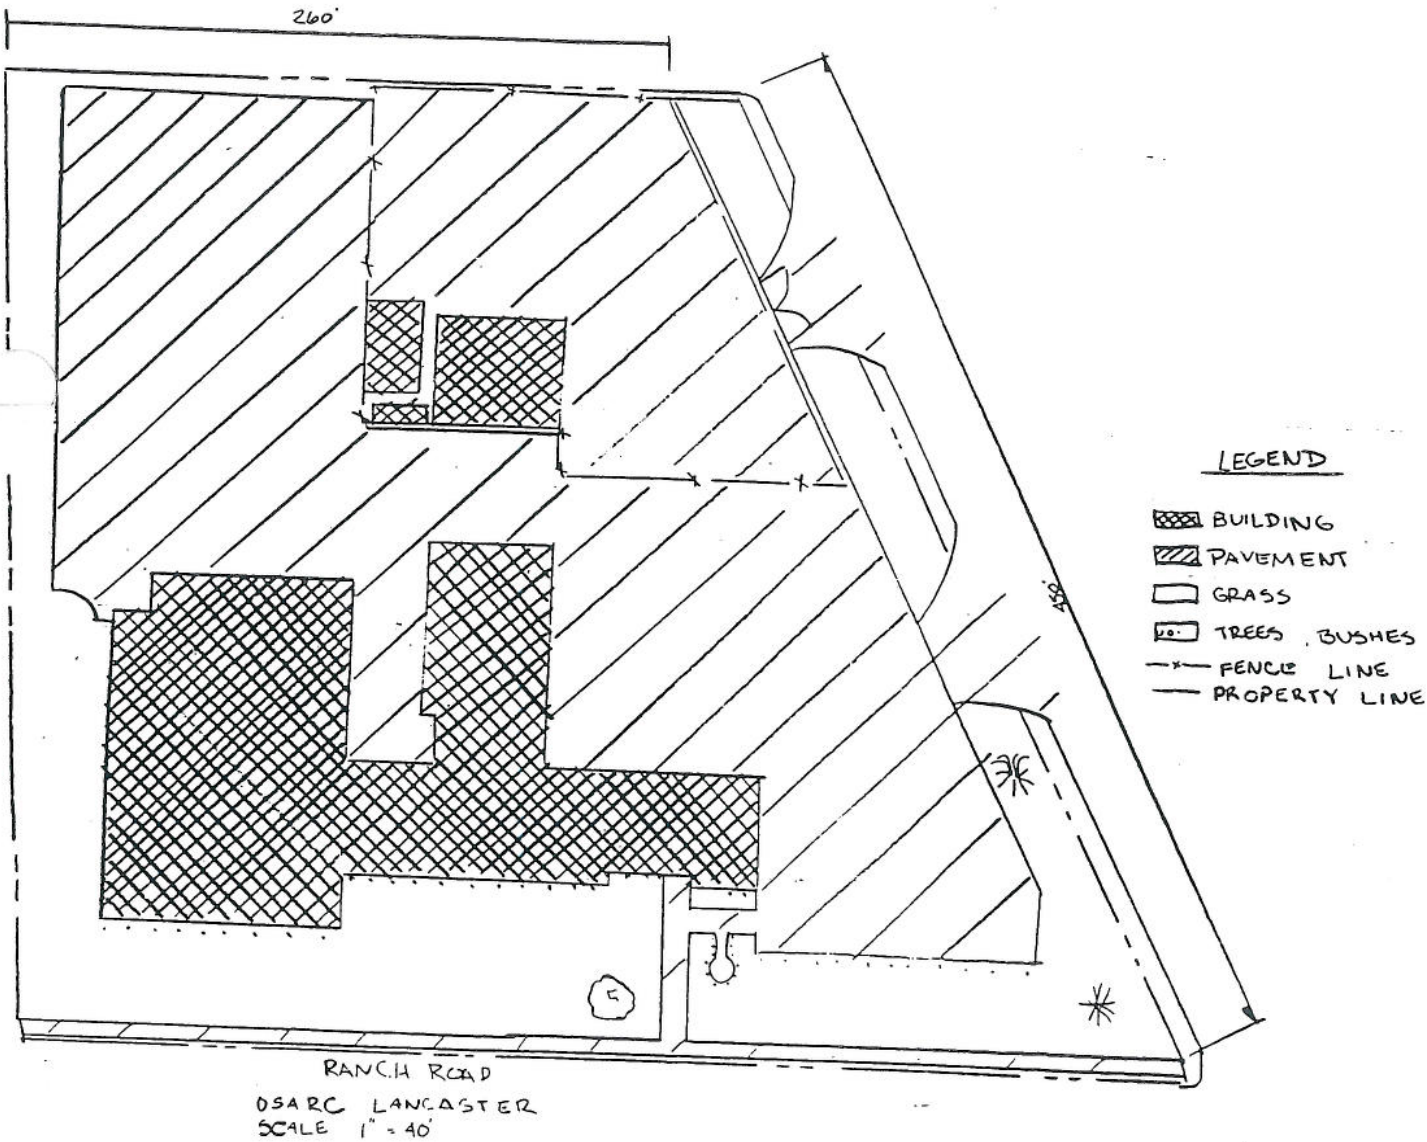 260'
450'
LEGEND
BUILDING
PAVEMENT
GRASS
TREES, BUSHES
FENCE LINE
PROPERTY LINE
RANCH ROAD
OSARC LANCASTER
SCALE 1" = 40'